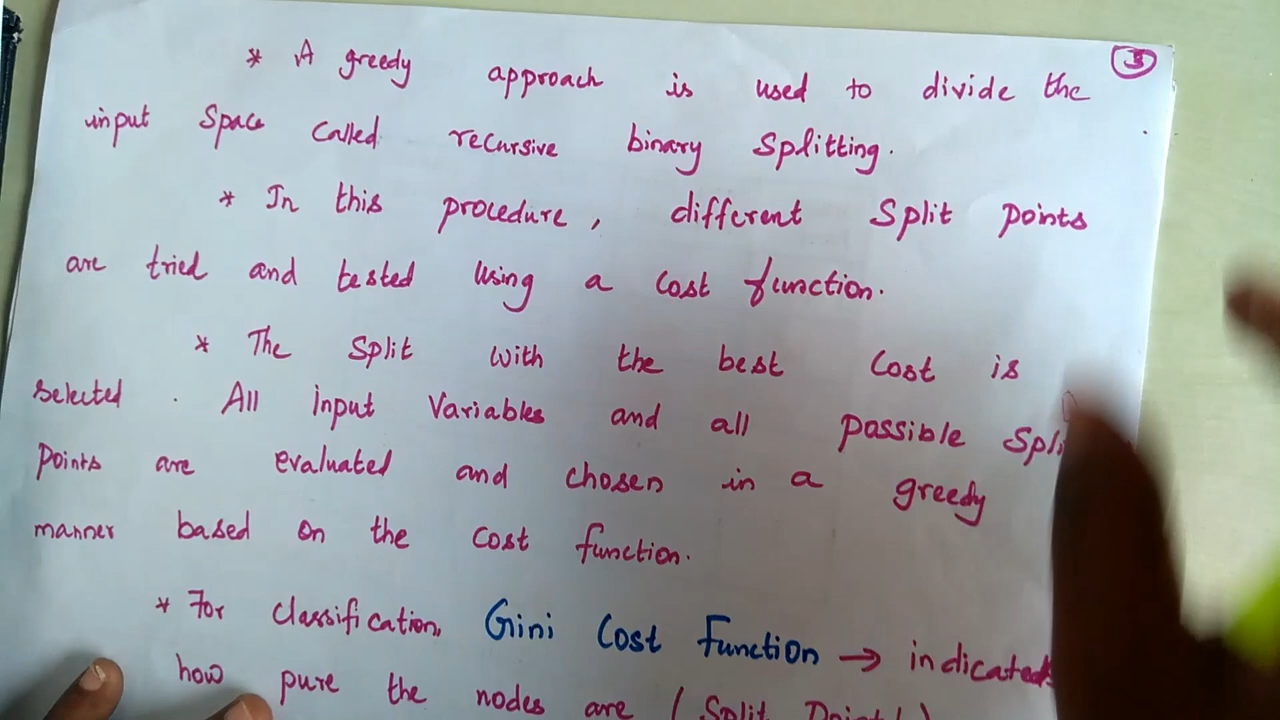 3
* A greedy approach is used to divide the
input space called recursive binary splitting.
* In this procedure, different split points
are tried and tested using a cost function.
* The split with the best cost is
selected. All input variables and all possible
points are evaluated and chosen in a greedy
manner based on the cost function.
* For classification, Gini Cost Function → indicated
how pure the nodes are (Split